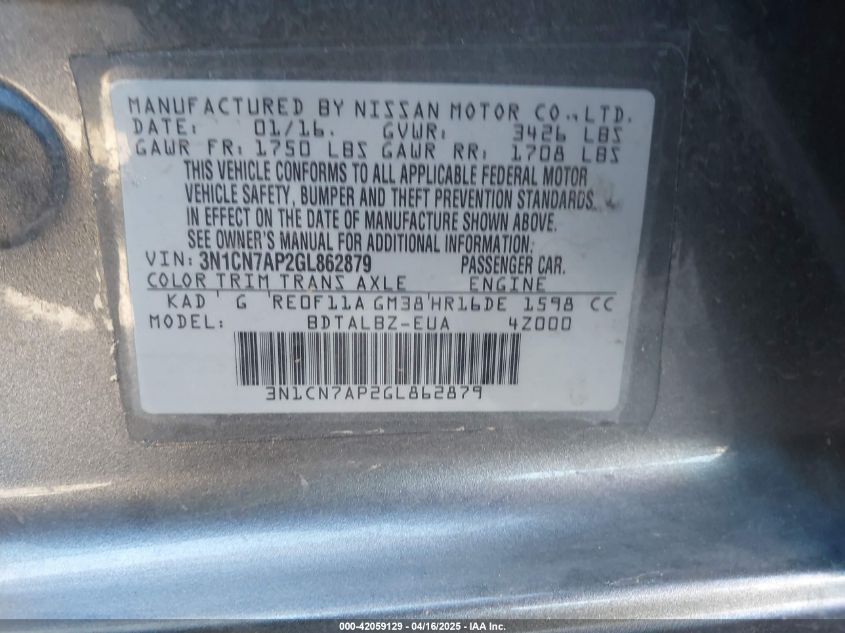 MANUFACTURED BY NISSAN MOTOR CO.,LTD.
DATE: 01/16. GVWR: 3426 LBS
GAWR FR: 1750 LBS GAWR RR: 1708 LBS
THIS VEHICLE CONFORMS TO ALL APPLICABLE FEDERAL MOTOR
VEHICLE SAFETY, BUMPER AND THEFT PREVENTION STANDARDS
IN EFFECT ON THE DATE OF MANUFACTURE SHOWN ABOVE.
SEE OWNER'S MANUAL FOR ADDITIONAL INFORMATION.
VIN: 3N1CN7AP2GL862879 PASSENGER CAR.
COLOR TRIM TRANS AXLE ENGINE
KAD G RE0F11A GM38 HR16DE 1598 CC
MODEL: BDTALBZ-EUA 4Z000
3N1CN7AP2GL862879
000-42059129 - 04/16/2025 - IAA Inc.